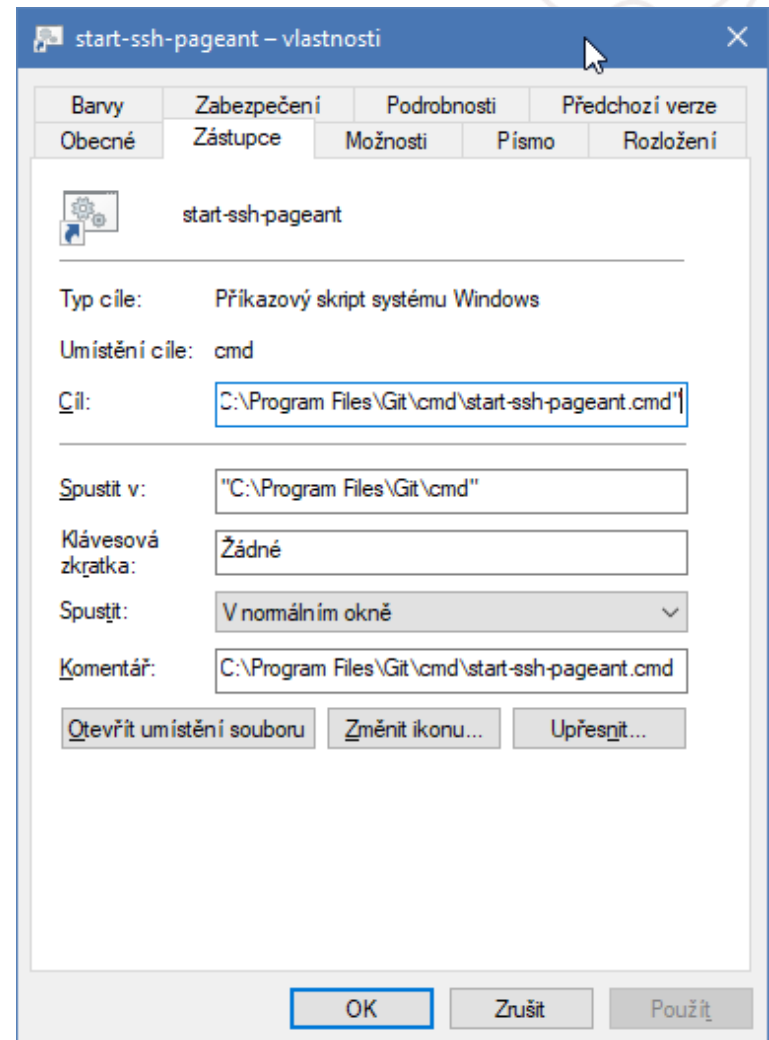 start-ssh-pageant – vlastnosti
Barvy Zabezpečení Podrobnosti Předchozí verze
Obecné Zástupce Možnosti Písmo Rozložení
start-ssh-pageant
Typ cíle: Příkazový skript systému Windows
Umístění cíle: cmd
Cíl: C:\Program Files\Git\cmd\start-ssh-pageant.cmd"
Spustit v: "C:\Program Files\Git\cmd"
Klávesová
zkratka: Žádné
Spustit: V normálním okně
Komentář: C:\Program Files\Git\cmd\start-ssh-pageant.cmd
Otevřít umístění souboru Změnit ikonu... Upřesnit...
OK Zrušit Použít